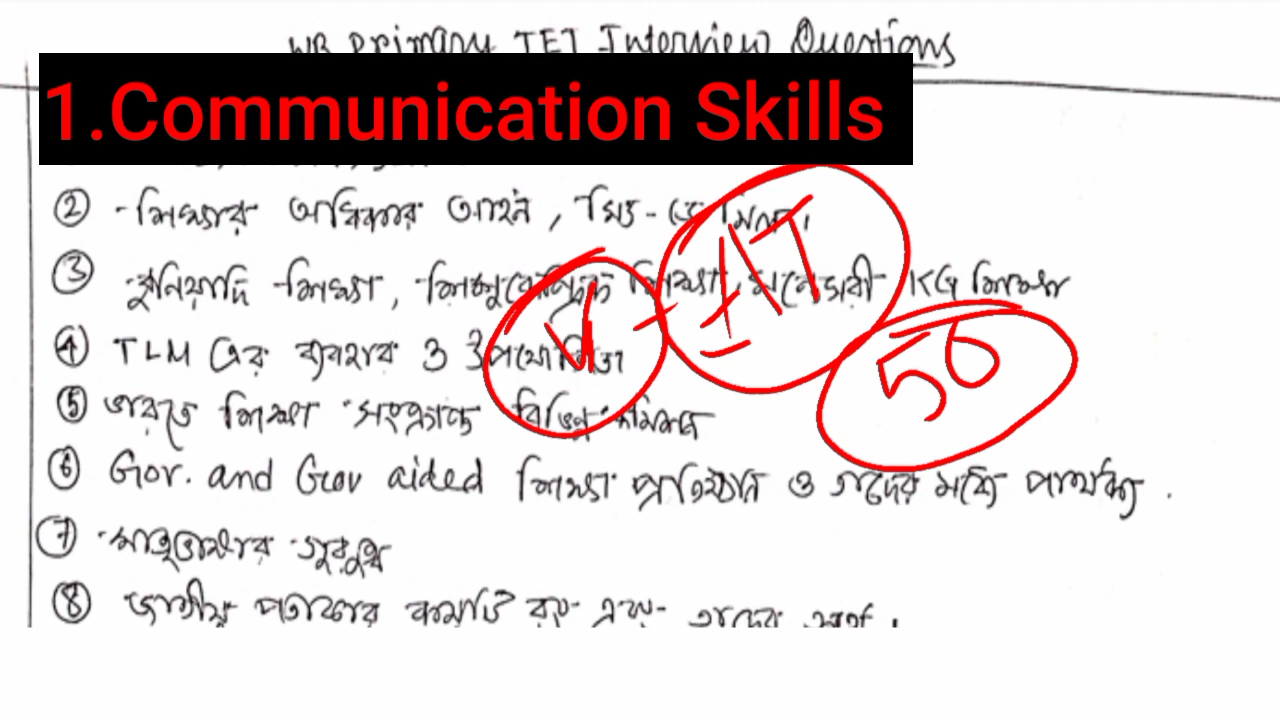 WB Primary TET Interview Questions
1.Communication Skills
② শিক্ষার অধিকার আইন, মিড-ডে
③ বুনিয়াদি শিক্ষা, শিশুকেন্দ্রিক শিক্ষা, মন্তেসরী KG শিক্ষা
④ TLM এর ব্যবহার ও উপযোগিতা
⑤ ভারতে শিক্ষা সংক্রান্ত বিভিন্ন কমিশন
⑥ Gov. and Gov aided শিক্ষা প্রতিষ্ঠান ও তাদের মধ্যে পার্থক্য.
⑦ মাতৃভাষার গুরুত্ব
⑧ জাতীয় পতাকার কয়টি রং এবং তাদের অর্থ।
56